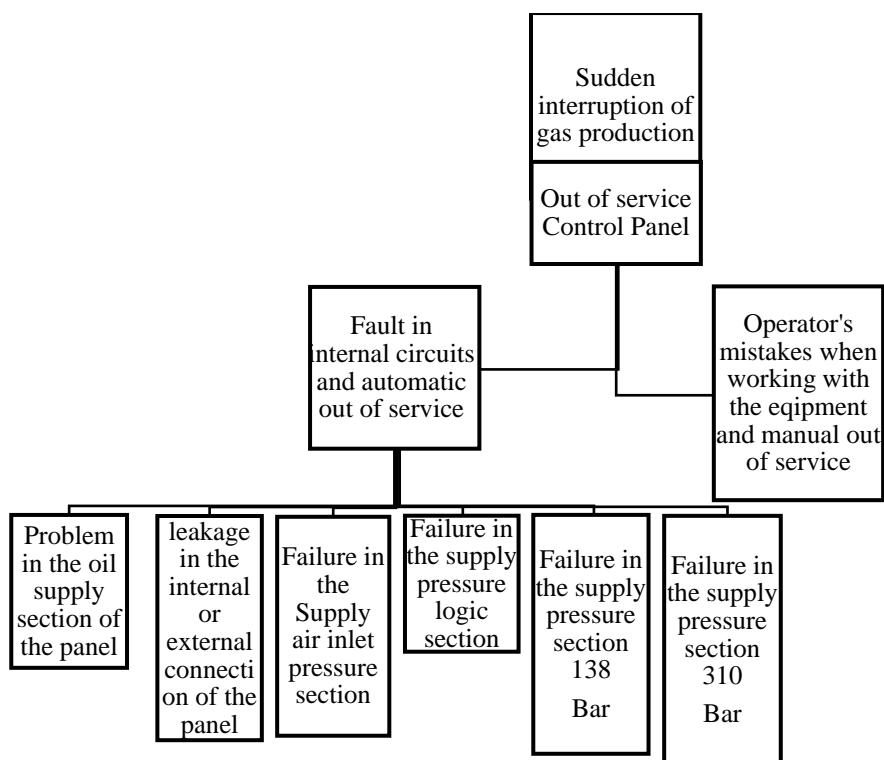 Sudden
interruption of
gas production
Out of service
Control Panel
Fault in
internal circuits
and automatic
out of service
Operator's
mistakes when
working with
the eqipment
and manual out
of service
Problem
in the oil
supply
section of
the panel
leakage
in the
internal
or
external
connecti
on of the
panel
Failure in
the
Supply
air inlet
pressure
section
Failure in
the supply
pressure
logic
section
Failure in
the supply
pressure
section
138
Bar
Failure in
the supply
pressure
section
310
Bar